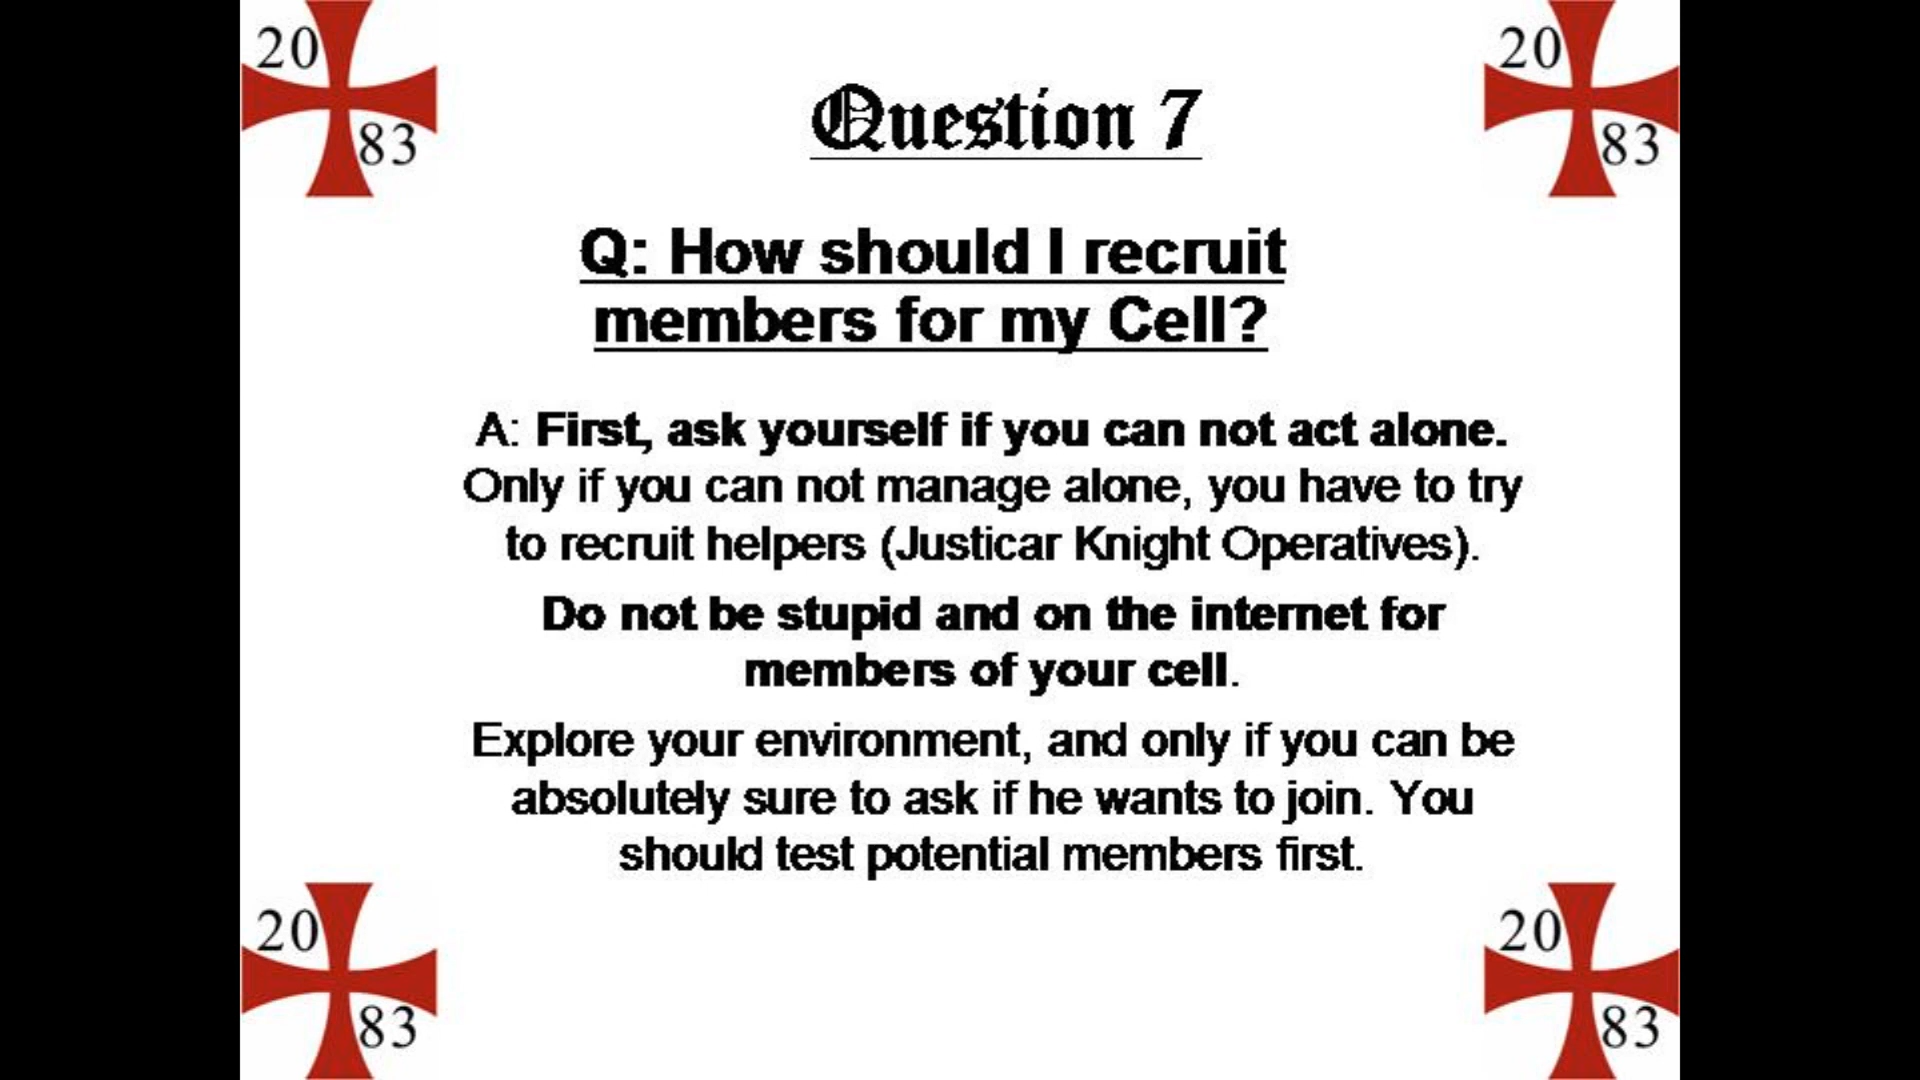 20
83
20
83
Question 7
Q: How should I recruit
members for my Cell?
A: First, ask yourself if you can not act alone.
Only if you can not manage alone, you have to try
to recruit helpers (Justicar Knight Operatives).
Do not be stupid and on the internet for
members of your cell.
Explore your environment, and only if you can be
absolutely sure to ask if he wants to join. You
should test potential members first.
20
83
20
83